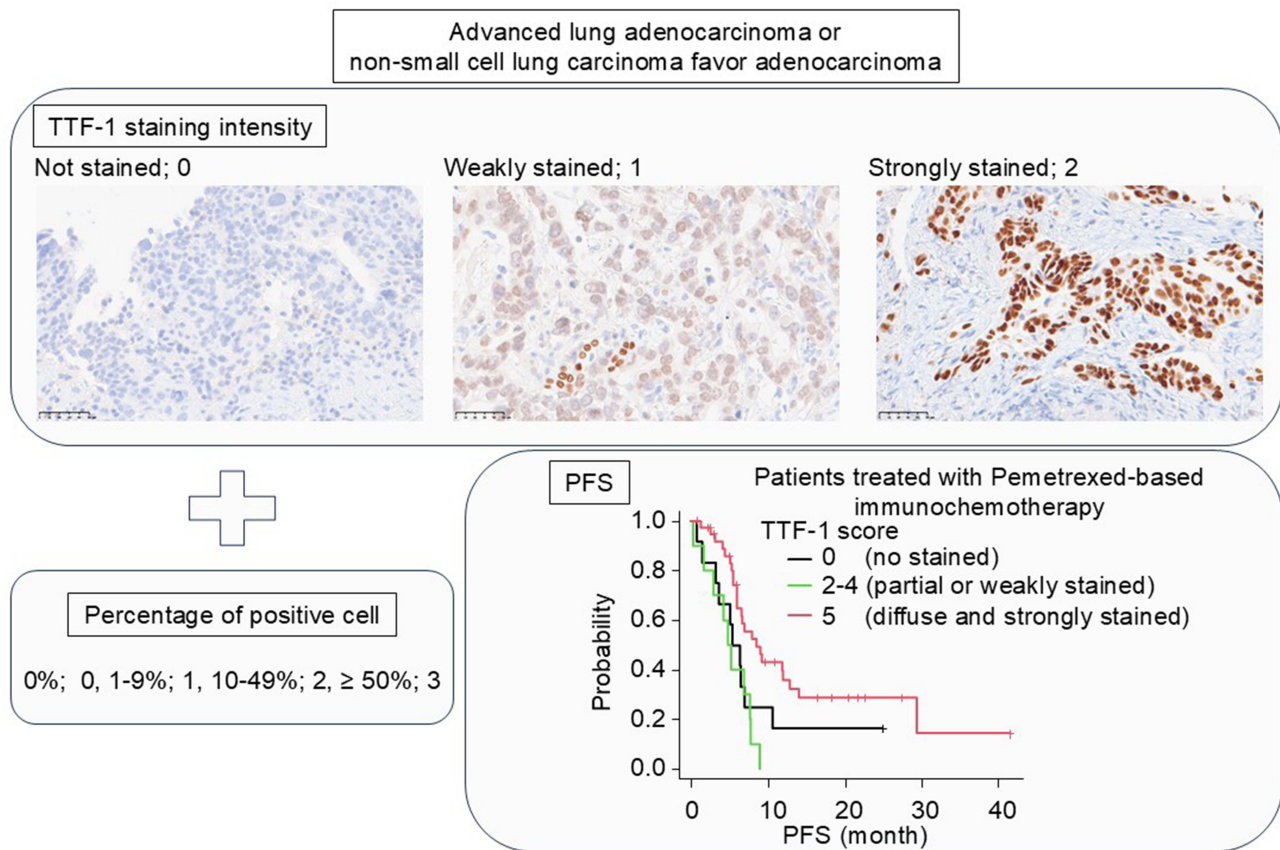 Advanced lung adenocarcinoma or
non-small cell lung carcinoma favor adenocarcinoma
TTF-1 staining intensity
Not stained; 0
Weakly stained; 1
Strongly stained; 2
Percentage of positive cell
0%; 0, 1-9%; 1, 10-49%; 2, ≥ 50%; 3
PFS
Patients treated with Pemetrexed-based
immunochemotherapy
TTF-1 score
0 (no stained)
2-4 (partial or weakly stained)
5 (diffuse and strongly stained)
Probability
1.0
0.8
0.6
0.4
0.2
0.0
0 10 20 30 40
PFS (month)